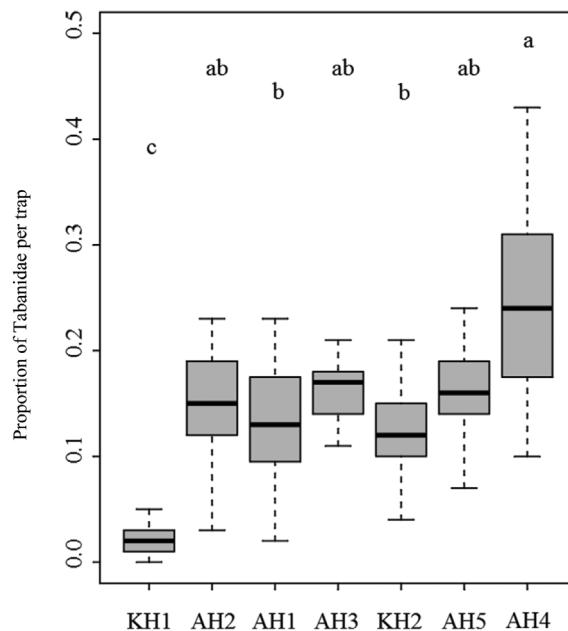 Proportion of Tabanidae per trap
0.5
0.4
0.3
0.2
0.1
0.0
c
ab
b
ab
b
ab
a
KH1 AH2 AH1 AH3 KH2 AH5 AH4